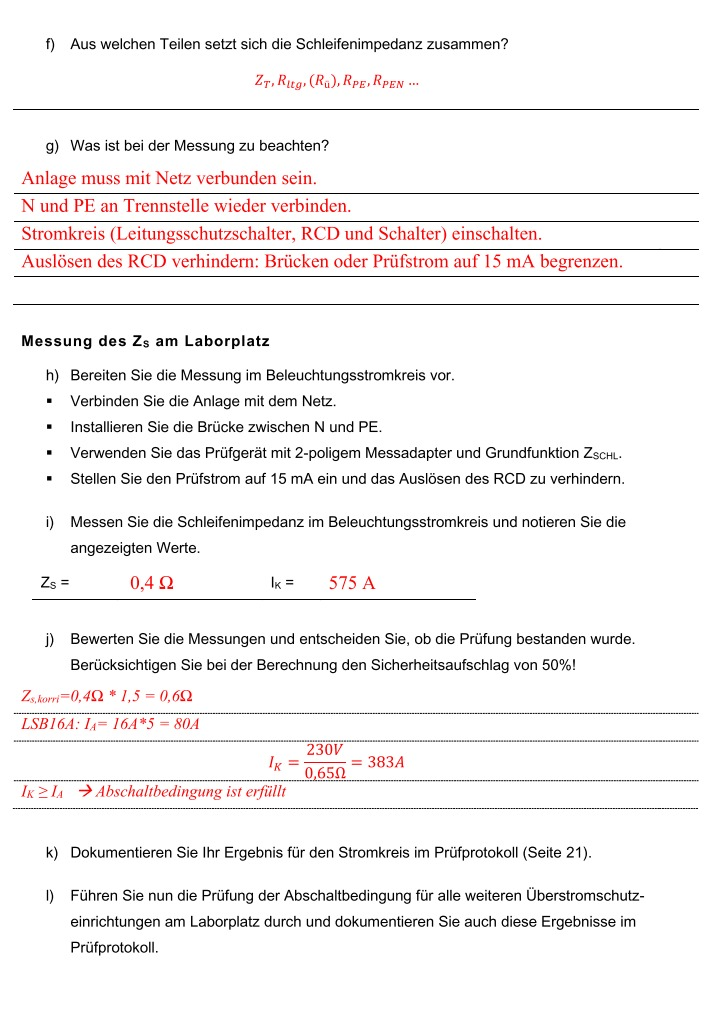 f) Aus welchen Teilen setzt sich die Schleifenimpedanz zusammen?
Z_T, R_ltg, (R_ü), R_PE, R_PEN ...
g) Was ist bei der Messung zu beachten?
Anlage muss mit Netz verbunden sein.
N und PE an Trennstelle wieder verbinden.
Stromkreis (Leitungsschutzschalter, RCD und Schalter) einschalten.
Auslösen des RCD verhindern: Brücken oder Prüfstrom auf 15 mA begrenzen.
Messung des Z_S am Laborplatz
h) Bereiten Sie die Messung im Beleuchtungsstromkreis vor.
▪ Verbinden Sie die Anlage mit dem Netz.
▪ Installieren Sie die Brücke zwischen N und PE.
▪ Verwenden Sie das Prüfgerät mit 2-poligem Messadapter und Grundfunktion Z_SCHL.
▪ Stellen Sie den Prüfstrom auf 15 mA ein und das Auslösen des RCD zu verhindern.
i) Messen Sie die Schleifenimpedanz im Beleuchtungsstromkreis und notieren Sie die
angezeigten Werte.
Z_S = 0,4 Ω I_K = 575 A
j) Bewerten Sie die Messungen und entscheiden Sie, ob die Prüfung bestanden wurde.
Berücksichtigen Sie bei der Berechnung den Sicherheitsaufschlag von 50%!
Z_s,korri=0,4Ω * 1,5 = 0,6Ω
LSB16A: I_A= 16A*5 = 80A
I_K = 230V / 0,65Ω = 383A
I_K ≥ I_A → Abschaltbedingung ist erfüllt
k) Dokumentieren Sie Ihr Ergebnis für den Stromkreis im Prüfprotokoll (Seite 21).
l) Führen Sie nun die Prüfung der Abschaltbedingung für alle weiteren Überstromschutz-
einrichtungen am Laborplatz durch und dokumentieren Sie auch diese Ergebnisse im
Prüfprotokoll.